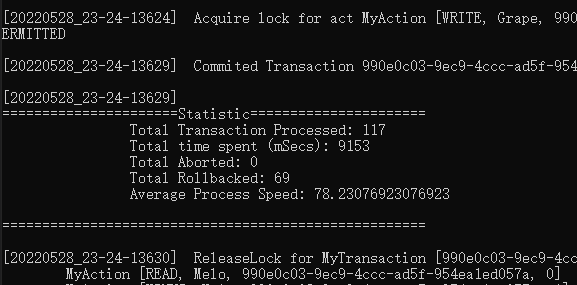 [20220528_23-24-13624]  Acquire lock for act MyAction [WRITE, Grape, 990
ERMITTED
[20220528_23-24-13629]  Commited Transaction 990e0c03-9ec9-4ccc-ad5f-954
[20220528_23-24-13629]
======================Statistic======================
Total Transaction Processed: 117
Total time spent (mSecs): 9153
Total Aborted: 0
Total Rollbacked: 69
Average Process Speed: 78.23076923076923
=====================================================
[20220528_23-24-13630]  ReleaseLock for MyTransaction [990e0c03-9ec9-4cc
MyAction [READ, Melo, 990e0c03-9ec9-4ccc-ad5f-954ea1ed057a, 0]